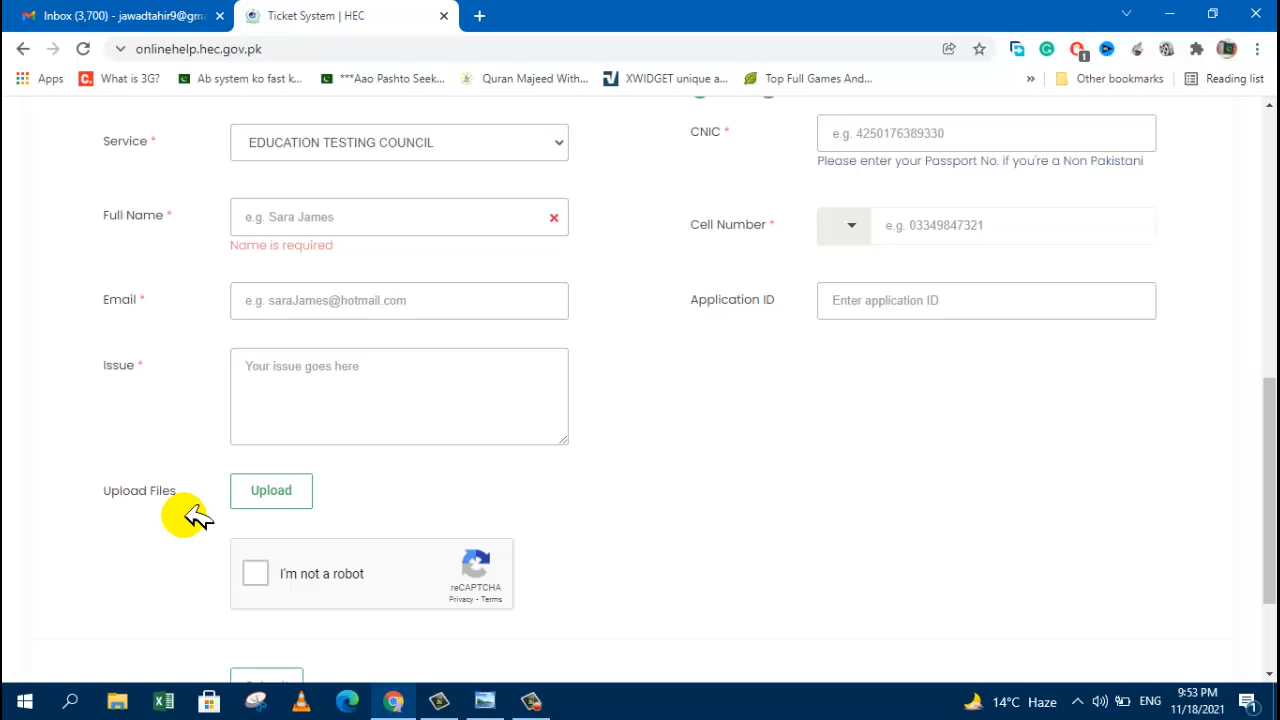 Inbox (3,700) - jawadtahir9@gma
Ticket System | HEC
onlinehelp.hec.gov.pk
1
Apps
What is 3G?
Ab system ko fast k...
***Aao Pashto Seek...
Quran Majeed With...
XWIDGET unique a...
Top Full Games And...
»
Other bookmarks
Reading list
Service *
EDUCATION TESTING COUNCIL
CNIC *
e.g. 4250176389330
Please enter your Passport No. if you're a Non Pakistani
Full Name *
e.g. Sara James
Name is required
Cell Number *
e.g. 03349847321
Email *
e.g. saraJames@hotmail.com
Application ID
Enter application ID
Issue *
Your issue goes here
Upload Files
Upload
I'm not a robot
reCAPTCHA
Privacy - Terms
14°C Haze
ENG
9:53 PM
11/18/2021
1